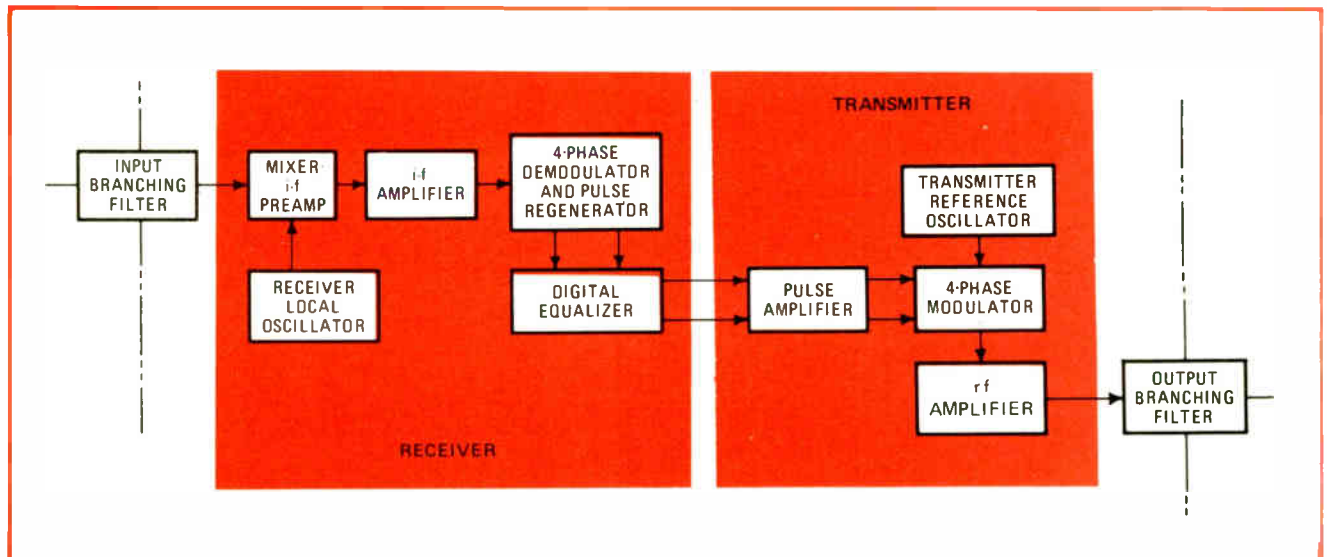 INPUT
BRANCHING
FILTER
RECEIVER
MIXER
i-f
PREAMP
i-f
AMPLIFIER
4-PHASE
DEMODULATOR
AND PULSE
REGENERATOR
RECEIVER
LOCAL
OSCILLATOR
DIGITAL
EQUALIZER
TRANSMITTER
PULSE
AMPLIFIER
TRANSMITTER
REFERENCE
OSCILLATOR
4-PHASE
MODULATOR
rf
AMPLIFIER
OUTPUT
BRANCHING
FILTER